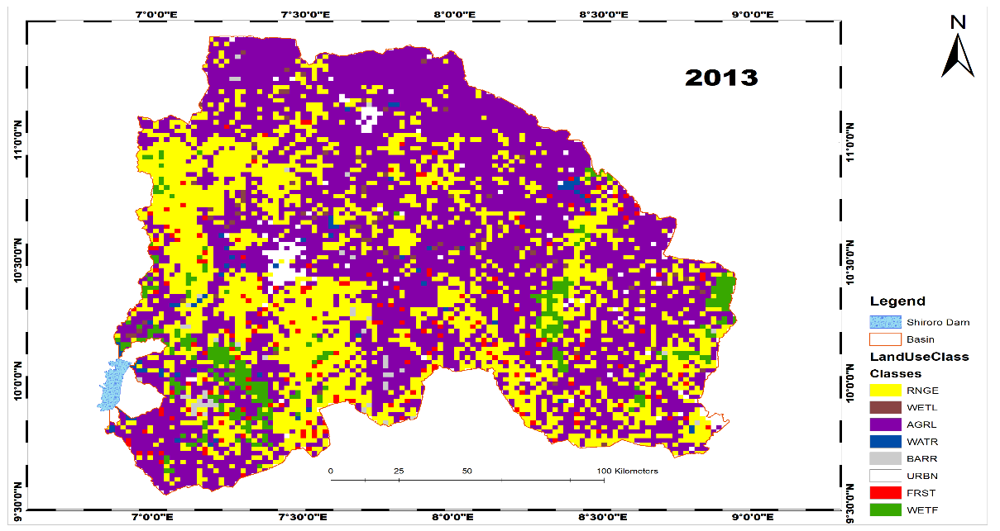 7°0'0"E 7°30'0"E 8°0'0"E 8°30'0"E 9°0'0"E
N
2013
11°0'0"N
11°0'0"N
10°30'0"N
10°30'0"N
10°0'0"N
10°0'0"N
9°30'0"N
9°30'0"N
Legend
Shiroro Dam
Basin
LandUseClass
Classes
RNGE
WETL
AGRL
WATR
BARR
URBN
FRST
WETF
0 25 50 100 Kilometers
7°0'0"E 7°30'0"E 8°0'0"E 8°30'0"E 9°0'0"E